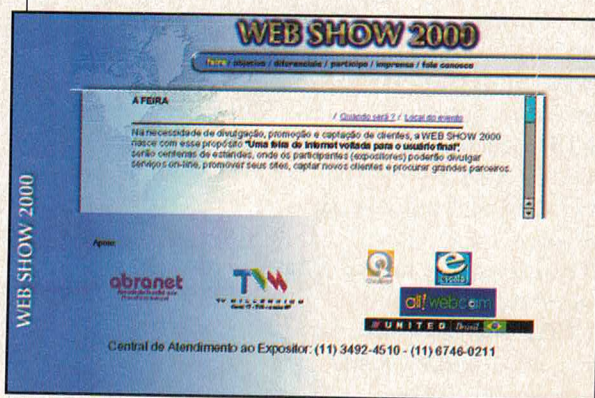 WEB SHOW 2000
feira / objetivo / diferenciais / participe / imprensa / fale conosco
A FEIRA
/ Quando será ? / Local do evento
Na necessidade de divulgação, promoção e captação de clientes, a WEB SHOW 2000
nasce com esse propósito "Uma feira de Internet voltada para o usuário final",
serão centenas de estandes, onde os participantes (expositores) poderão divulgar
serviços on-line, promover seus sites, captar novos clientes e procurar grandes parceiros.
WEB SHOW 2000
Apoio:
abranet
TVM
TV MILLENNIUM
e
all! webcam
UNITED Brasil
Central de Atendimento ao Expositor: (11) 3492-4510 - (11) 6746-0211